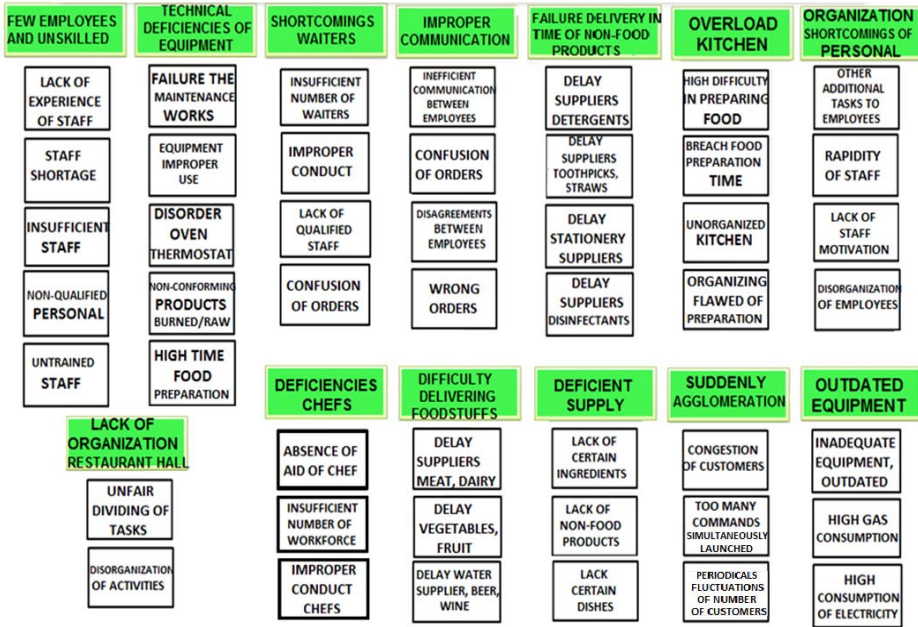 FEW EMPLOYEES
AND UNSKILLED
LACK OF
EXPERIENCE
OF STAFF
STAFF
SHORTAGE
INSUFFICIENT
STAFF
NON-QUALIFIED
PERSONAL
UNTRAINED
STAFF
TECHNICAL
DEFICIENCIES OF
EQUIPMENT
FAILURE THE
MAINTENANCE
WORKS
EQUIPMENT
IMPROPER
USE
DISORDER
OVEN
THERMOSTAT
NON-CONFORMING
PRODUCTS
BURNED/RAW
HIGH TIME
FOOD
PREPARATION
SHORTCOMINGS
WAITERS
INSUFFICIENT
NUMBER OF
WAITERS
IMPROPER
CONDUCT
LACK OF
QUALIFIED
STAFF
CONFUSION
OF ORDERS
IMPROPER
COMMUNICATION
INEFFICIENT
COMMUNICATION
BETWEEN
EMPLOYEES
CONFUSION
OF ORDERS
DISAGREEMENTS
BETWEEN
EMPLOYEES
WRONG
ORDERS
FAILURE DELIVERY IN
TIME OF NON-FOOD
PRODUCTS
DELAY
SUPPLIERS
DETERGENTS
DELAY
SUPPLIERS
TOOTHPICKS,
STRAWS
DELAY
STATIONERY
SUPPLIERS
DELAY
SUPPLIERS
DISINFECTANTS
OVERLOAD
KITCHEN
HIGH DIFFICULTY
IN PREPARING
FOOD
BREACH FOOD
PREPARATION
TIME
UNORGANIZED
KITCHEN
ORGANIZING
FLAWED OF
PREPARATION
ORGANIZATION
SHORTCOMINGS OF
PERSONAL
OTHER
ADDITIONAL
TASKS TO
EMPLOYEES
RAPIDITY
OF STAFF
LACK OF
STAFF
MOTIVATION
DISORGANIZATION
OF EMPLOYEES
LACK OF
ORGANIZATION
RESTAURANT HALL
UNFAIR
DIVIDING OF
TASKS
DISORGANIZATION
OF ACTIVITIES
DEFICIENCIES
CHEFS
ABSENCE OF
AID OF CHEF
INSUFFICIENT
NUMBER OF
WORKFORCE
IMPROPER
CONDUCT
CHEFS
DIFFICULTY
DELIVERING
FOODSTUFFS
DELAY
SUPPLIERS
MEAT, DAIRY
DELAY
VEGETABLES,
FRUIT
DELAY WATER
SUPPLIER, BEER,
WINE
DEFICIENT
SUPPLY
LACK OF
CERTAIN
INGREDIENTS
LACK OF
NON-FOOD
PRODUCTS
LACK
CERTAIN
DISHES
SUDDENLY
AGGLOMERATION
CONGESTION
OF CUSTOMERS
TOO MANY
COMMANDS
SIMULTANEOUSLY
LAUNCHED
PERIODICALS
FLUCTUATIONS
OF NUMBER
OF CUSTOMERS
OUTDATED
EQUIPMENT
INADEQUATE
EQUIPMENT,
OUTDATED
HIGH GAS
CONSUMPTION
HIGH
CONSUMPTION
OF ELECTRICITY